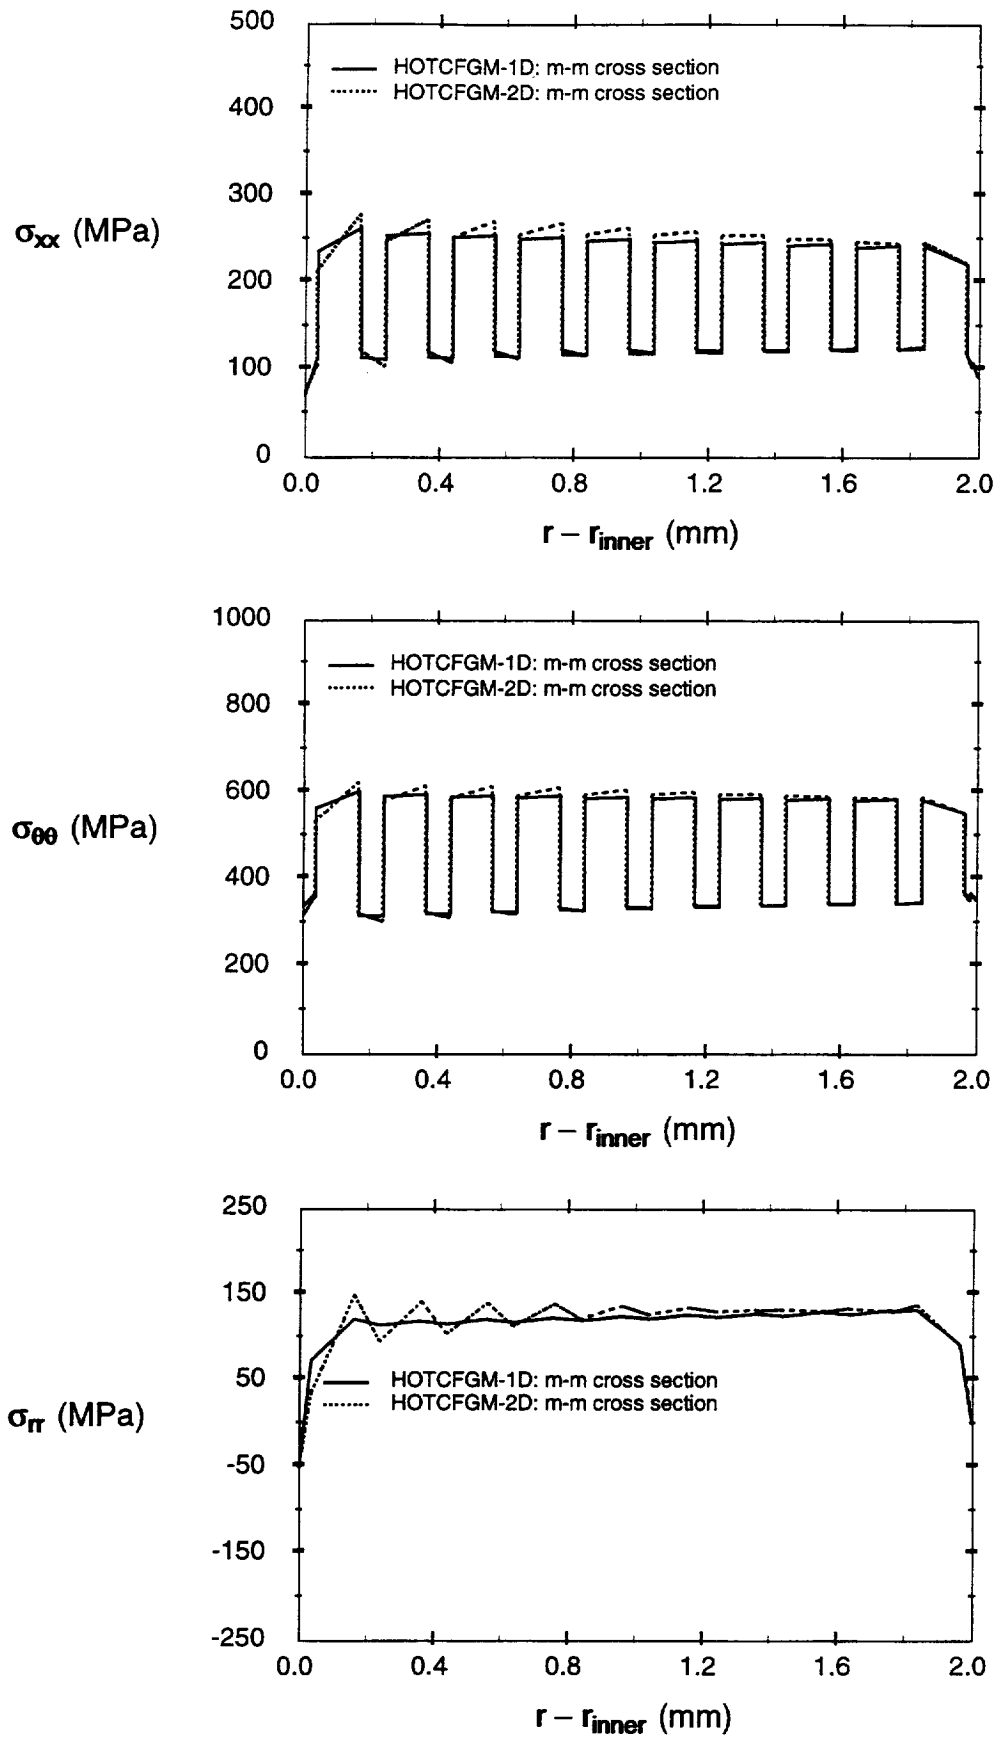 500
HOTCFGM-1D: m-m cross section
HOTCFGM-2D: m-m cross section
400
300
σxx (MPa)
200
100
0
0.0 0.4 0.8 1.2 1.6 2.0
r – rinner (mm)
1000
HOTCFGM-1D: m-m cross section
HOTCFGM-2D: m-m cross section
800
600
σθθ (MPa)
400
200
0
0.0 0.4 0.8 1.2 1.6 2.0
r – rinner (mm)
250
150
50
HOTCFGM-1D: m-m cross section
HOTCFGM-2D: m-m cross section
σrr (MPa)
-50
-150
-250
0.0 0.4 0.8 1.2 1.6 2.0
r – rinner (mm)